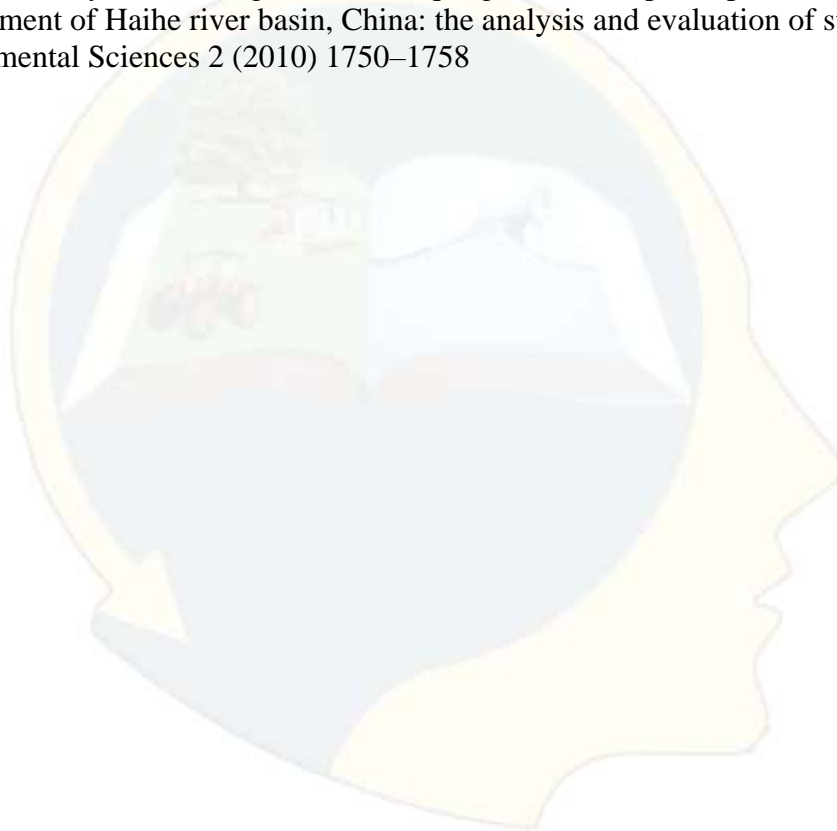 ment of Haihe river basin, China: the analysis and evaluation of s
mental Sciences 2 (2010) 1750–1758